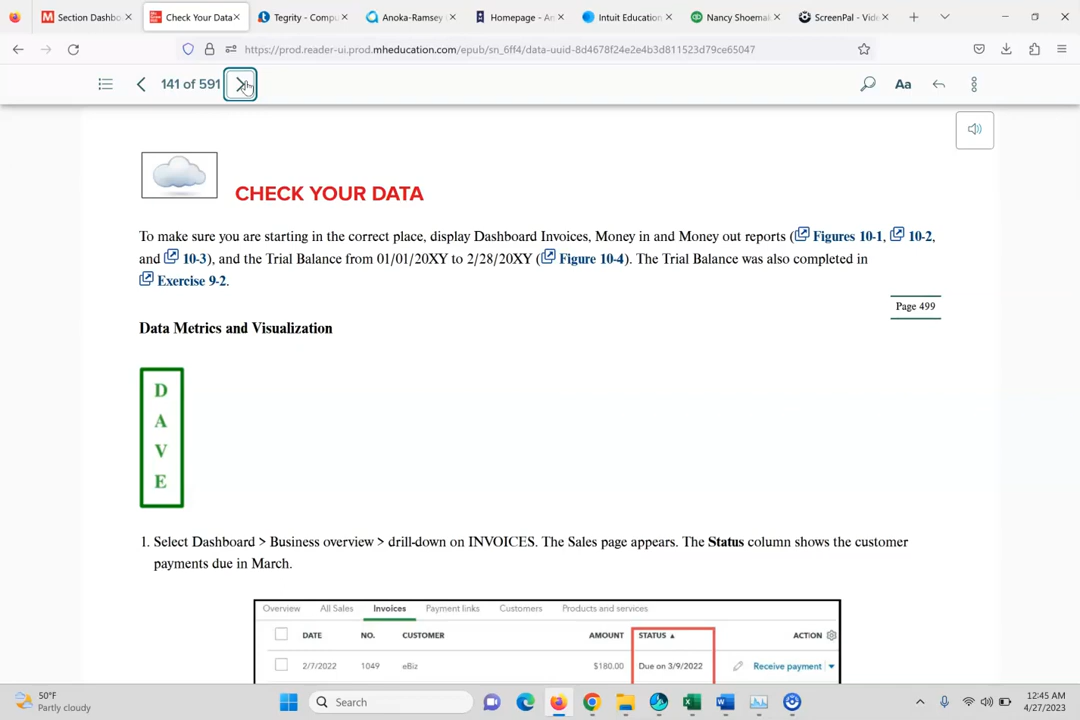 Section Dashbo
Check Your Data
Tegrity - Compu
Anoka-Ramsey
Homepage - An
Intuit Education
Nancy Shoemak
ScreenPal - Vide
https://prod.reader-ui.prod.mheducation.com/epub/sn_6ff4/data-uuid-8d4678f24e2e4b3d811523d79ce65047
141 of 591
Aa
CHECK YOUR DATA
To make sure you are starting in the correct place, display Dashboard Invoices, Money in and Money out reports (Figures 10-1, 10-2,
and 10-3), and the Trial Balance from 01/01/20XY to 2/28/20XY (Figure 10-4). The Trial Balance was also completed in
Exercise 9-2.
Page 499
Data Metrics and Visualization
D
A
V
E
1. Select Dashboard > Business overview > drill-down on INVOICES. The Sales page appears. The Status column shows the customer
payments due in March.
Overview All Sales Invoices Payment links Customers Products and services
DATE NO. CUSTOMER AMOUNT STATUS ▲ ACTION
2/7/2022 1049 eBiz $180.00 Due on 3/9/2022 Receive payment
50°F
Partly cloudy
Search
12:45 AM
4/27/2023